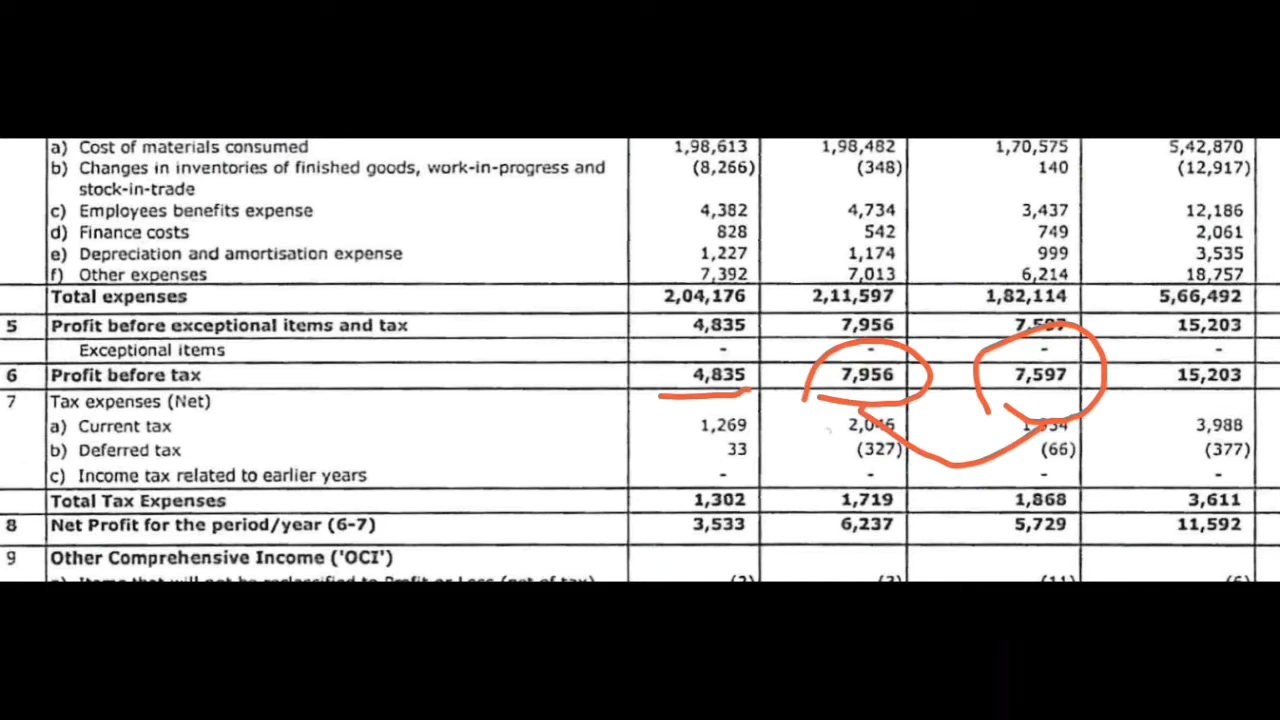 a) Cost of materials consumed 1,98,613 1,98,482 1,70,575 5,42,870
b) Changes in inventories of finished goods, work-in-progress and (8,266) (348) 140 (12,917)
stock-in-trade
c) Employees benefits expense 4,382 4,734 3,437 12,186
d) Finance costs 828 542 749 2,061
e) Depreciation and amortisation expense 1,227 1,174 999 3,535
f) Other expenses 7,392 7,013 6,214 18,757
Total expenses 2,04,176 2,11,597 1,82,114 5,66,492
5 Profit before exceptional items and tax 4,835 7,956 7,597 15,203
Exceptional items - - - -
6 Profit before tax 4,835 7,956 7,597 15,203
7 Tax expenses (Net)
a) Current tax 1,269 2,046 3,988
b) Deferred tax 33 (327) (66) (377)
c) Income tax related to earlier years - - - -
Total Tax Expenses 1,302 1,719 1,868 3,611
8 Net Profit for the period/year (6-7) 3,533 6,237 5,729 11,592
9 Other Comprehensive Income ('OCI')